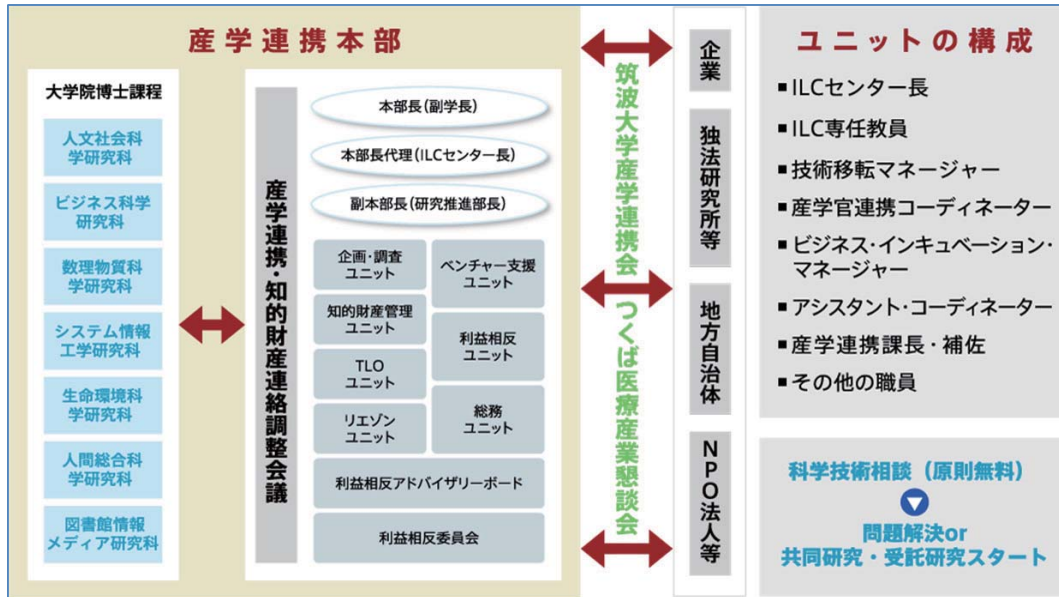 産学連携本部
大学院博士課程
人文社会科
学研究科
ビジネス科学
研究科
数理物質科
学研究科
システム情報
工学研究科
生命環境科
学研究科
人間総合科
学研究科
図書館情報
メディア研究科
産学連携・知的財産連絡調整会議
本部長（副学長）
本部長代理（ILCセンター長）
副本部長（研究推進部長）
企画・調査
ユニット
知的財産管理
ユニット
TLO
ユニット
リエゾン
ユニット
ベンチャー支援
ユニット
利益相反
ユニット
総務
ユニット
利益相反アドバイザリーボード
利益相反委員会
筑波大学産学連携会
つくば医療産業懇談会
企業
独法研究所等
地方自治体
NPO法人等
ユニットの構成
■ILCセンター長
■ILC専任教員
■技術移転マネージャー
■産学官連携コーディネーター
■ビジネス・インキュベーション・
マネージャー
■アシスタント・コーディネーター
■産学連携課長・補佐
■その他の職員
科学技術相談（原則無料）
問題解決or
共同研究・受託研究スタート